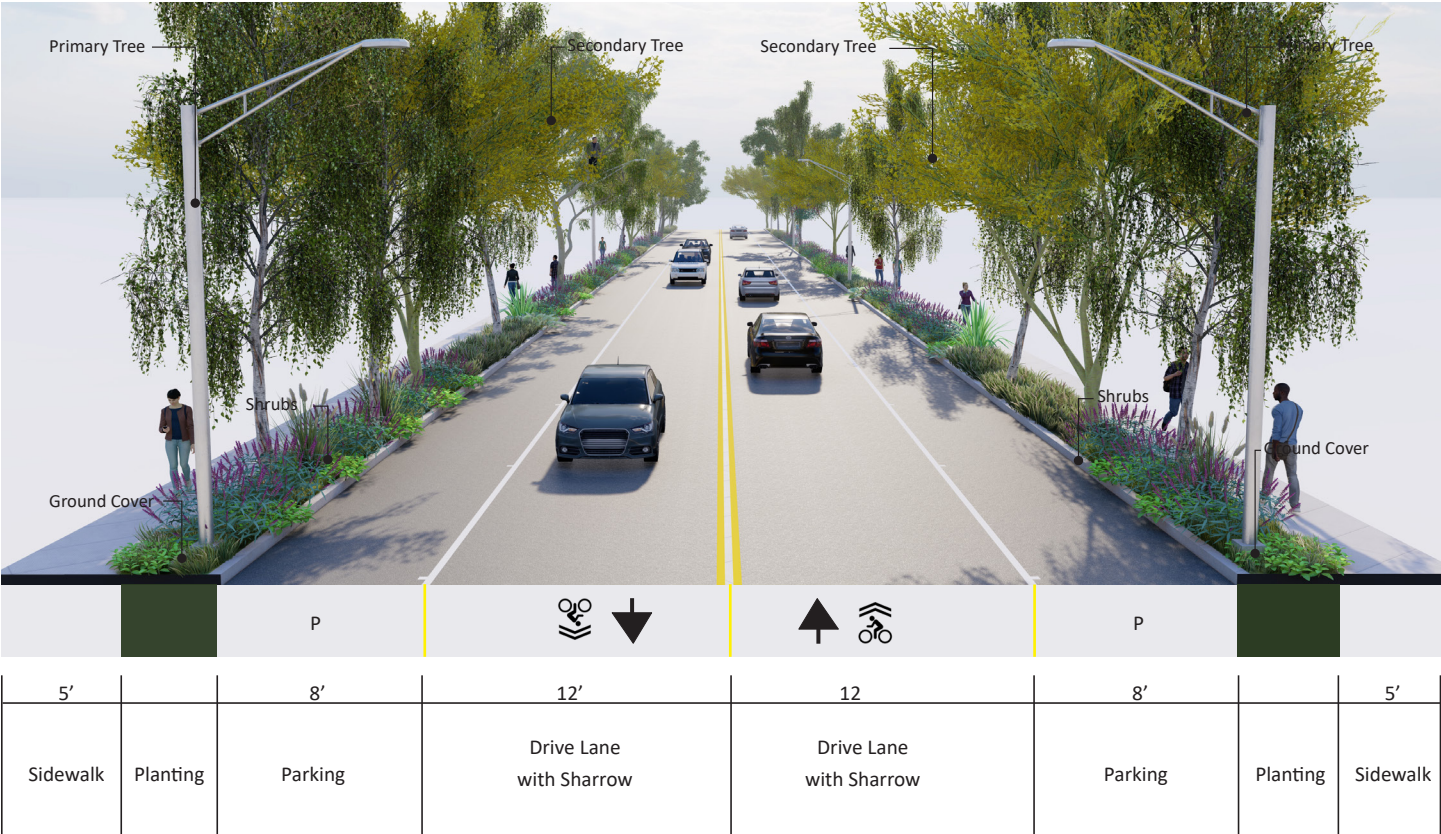 Primary Tree
Secondary Tree
Secondary Tree
Primary Tree
Shrubs
Shrubs
Ground Cover
Ground Cover
P
P
5’
8’
12’
12
8’
5’
Sidewalk
Planting
Parking
Drive Lane
with Sharrow
Drive Lane
with Sharrow
Parking
Planting
Sidewalk